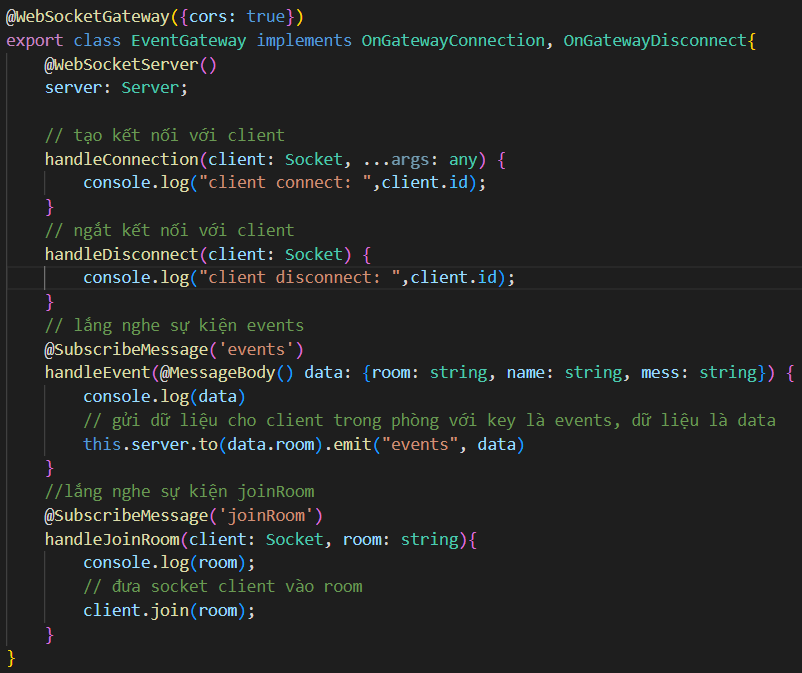 @WebSocketGateway({cors: true})
export class EventGateway implements OnGatewayConnection, OnGatewayDisconnect{
    @WebSocketServer()
    server: Server;

    // tạo kết nối với client
    handleConnection(client: Socket, ...args: any) {
        console.log("client connect: ",client.id);
    }
    // ngắt kết nối với client
    handleDisconnect(client: Socket) {
        console.log("client disconnect: ",client.id);
    }
    // lắng nghe sự kiện events
    @SubscribeMessage('events')
    handleEvent(@MessageBody() data: {room: string, name: string, mess: string}) {
        console.log(data)
        // gửi dữ liệu cho client trong phòng với key là events, dữ liệu là data
        this.server.to(data.room).emit("events", data)
    }
    //lắng nghe sự kiện joinRoom
    @SubscribeMessage('joinRoom')
    handleJoinRoom(client: Socket, room: string){
        console.log(room);
        // đưa socket client vào room
        client.join(room);
    }
}